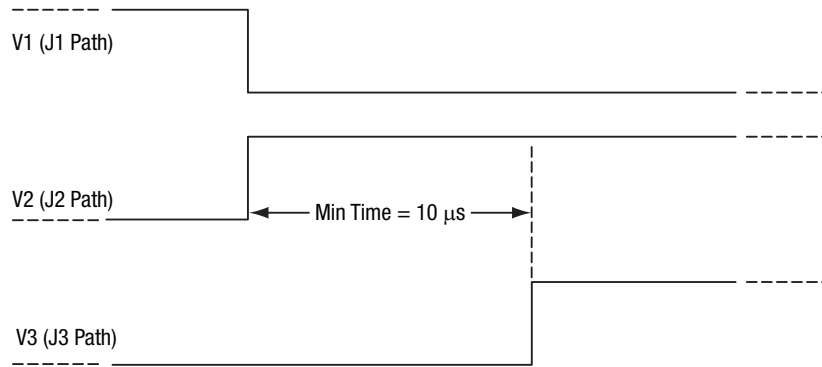 V1 (J1 Path)
V2 (J2 Path)
Min Time = 10 μs
V3 (J3 Path)